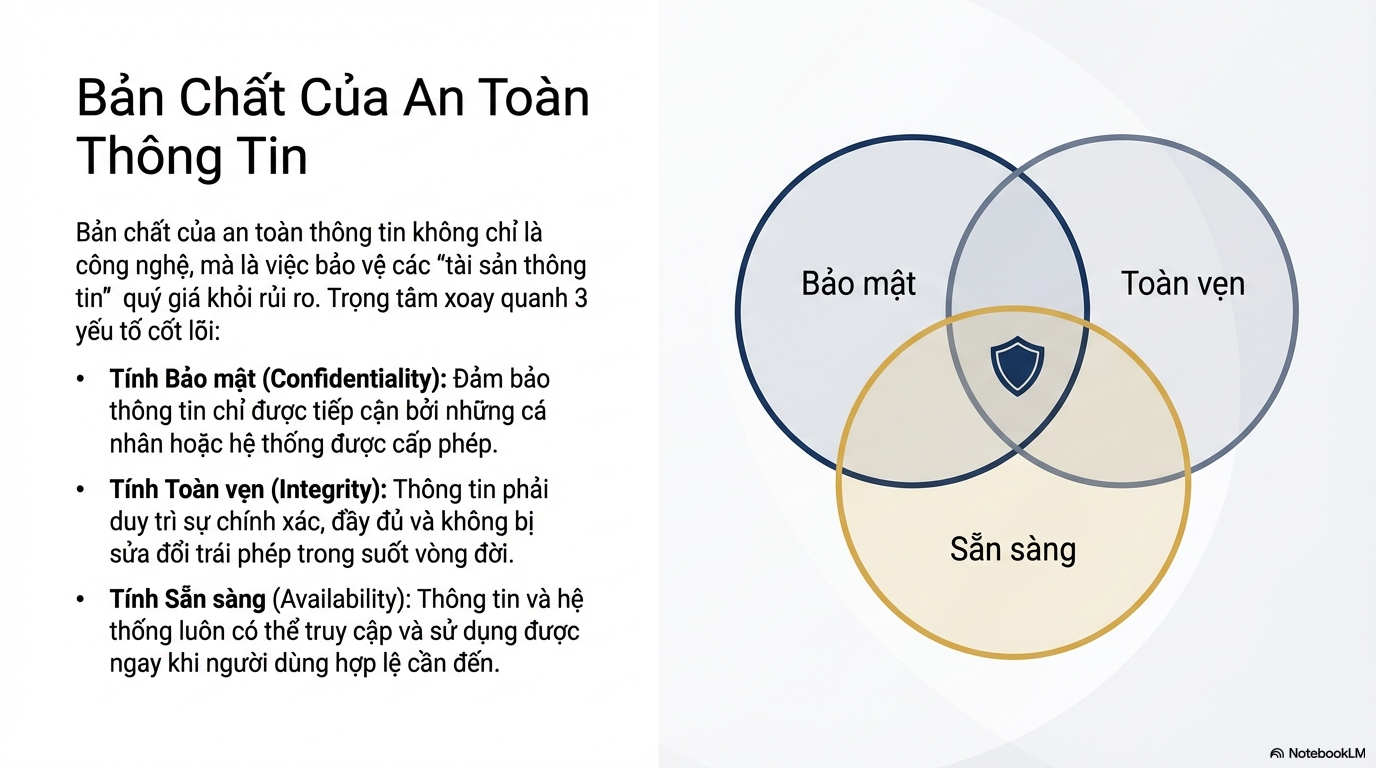 Bản Chất Của An Toàn
Thông Tin
Bản chất của an toàn thông tin không chỉ là
công nghệ, mà là việc bảo vệ các “tài sản thông
tin” quý giá khỏi rủi ro. Trọng tâm xoay quanh 3
yếu tố cốt lõi:
• Tính Bảo mật (Confidentiality): Đảm bảo
thông tin chỉ được tiếp cận bởi những cá
nhân hoặc hệ thống được cấp phép.
• Tính Toàn vẹn (Integrity): Thông tin phải
duy trì sự chính xác, đầy đủ và không bị
sửa đổi trái phép trong suốt vòng đời.
• Tính Sẵn sàng (Availability): Thông tin và hệ
thống luôn có thể truy cập và sử dụng được
ngay khi người dùng hợp lệ cần đến.
Bảo mật
Toàn vẹn
Sẵn sàng
NotebookLM